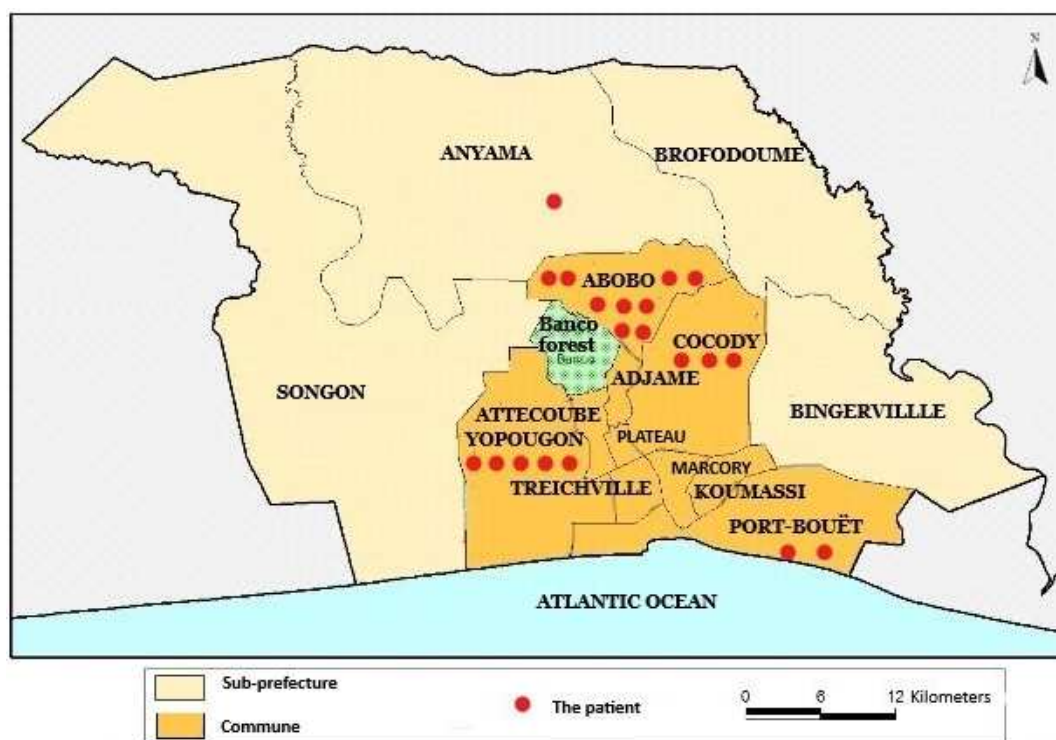 N
ANYAMA
BROFODOUME
ABOBO
Banco
forest
Banco
COCODY
ADJAME
SONGON
ATTECOUBE
BINGERVILLLE
YOPOUGON
PLATEAU
MARCORY
TREICHVILLE
KOUMASSI
PORT-BOUËT
ATLANTIC OCEAN
Sub-prefecture
Commune
The patient
0 6 12 Kilometers